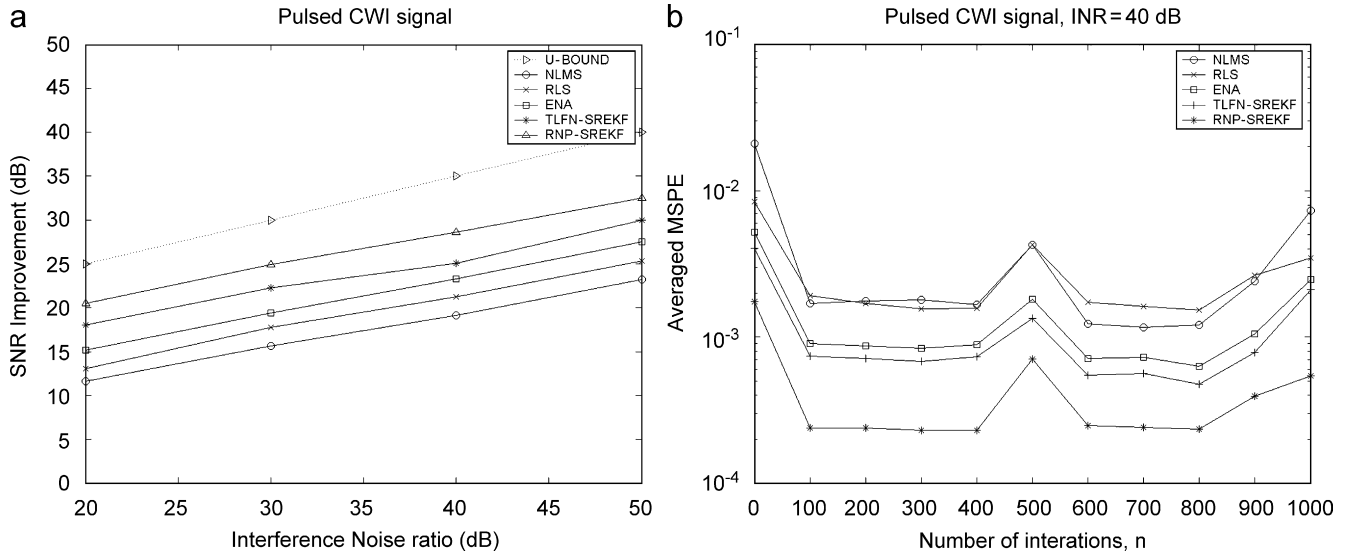 a
Pulsed CWI signal
SNR Improvement (dB)
50
45
40
35
30
25
20
15
10
5
0
U-BOUND
NLMS
RLS
ENA
TLFN-SREKF
RNP-SREKF
20 25 30 35 40 45 50
Interference Noise ratio (dB)
b
Pulsed CWI signal, INR=40 dB
Averaged MSPE
10-1
10-2
10-3
10-4
NLMS
RLS
ENA
TLFN-SREKF
RNP-SREKF
0 100 200 300 400 500 600 700 800 900 1000
Number of interations, n